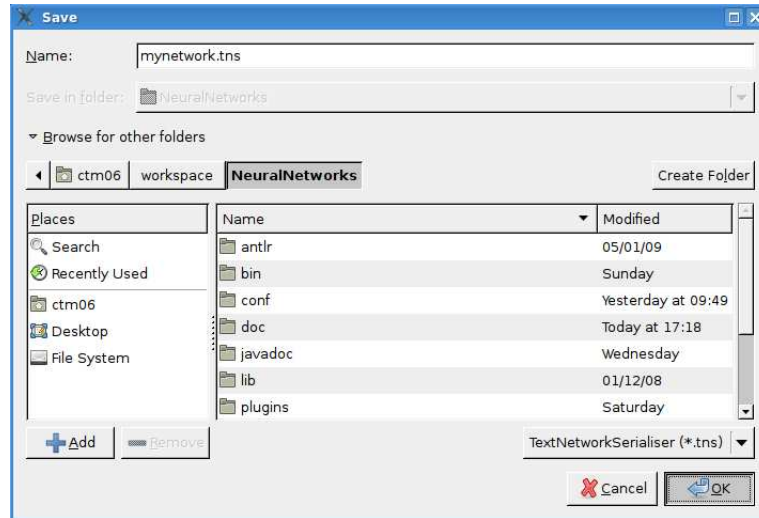 Save
Name: mynetwork.tns
Save in folder: NeuralNetworks
Browse for other folders
ctm06 workspace NeuralNetworks Create Folder
Places Name Modified
Search antlr 05/01/09
Recently Used bin Sunday
ctm06 conf Yesterday at 09:49
Desktop doc Today at 17:18
File System javadoc Wednesday
lib 01/12/08
plugins Saturday
Add Remove TextNetworkSerialiser (*.tns)
Cancel OK